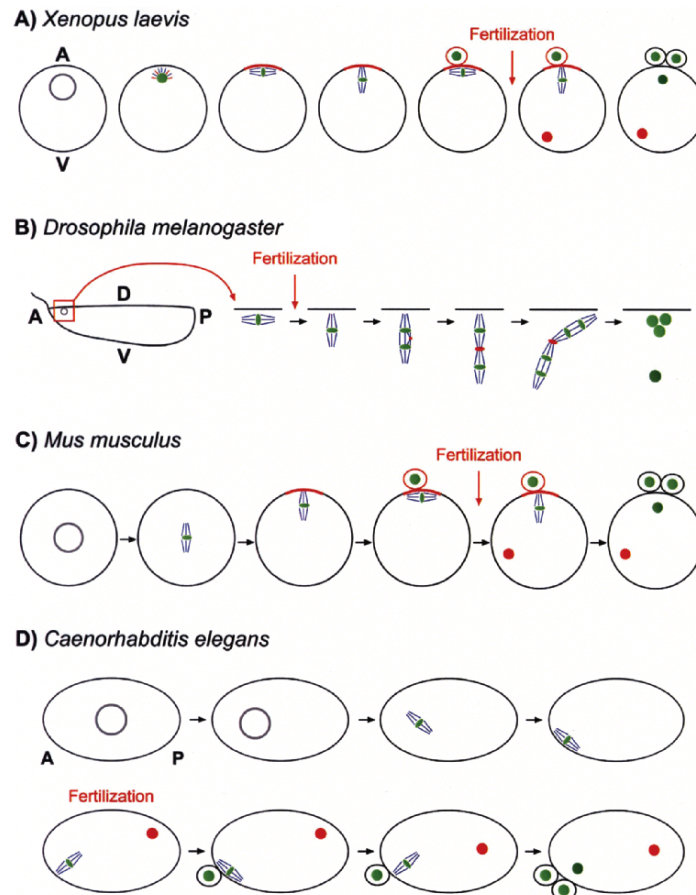 A) Xenopus laevis
A
Fertilization
V
B) Drosophila melanogaster
Fertilization
D
A
P
V
C) Mus musculus
Fertilization
D) Caenorhabditis elegans
A
P
Fertilization